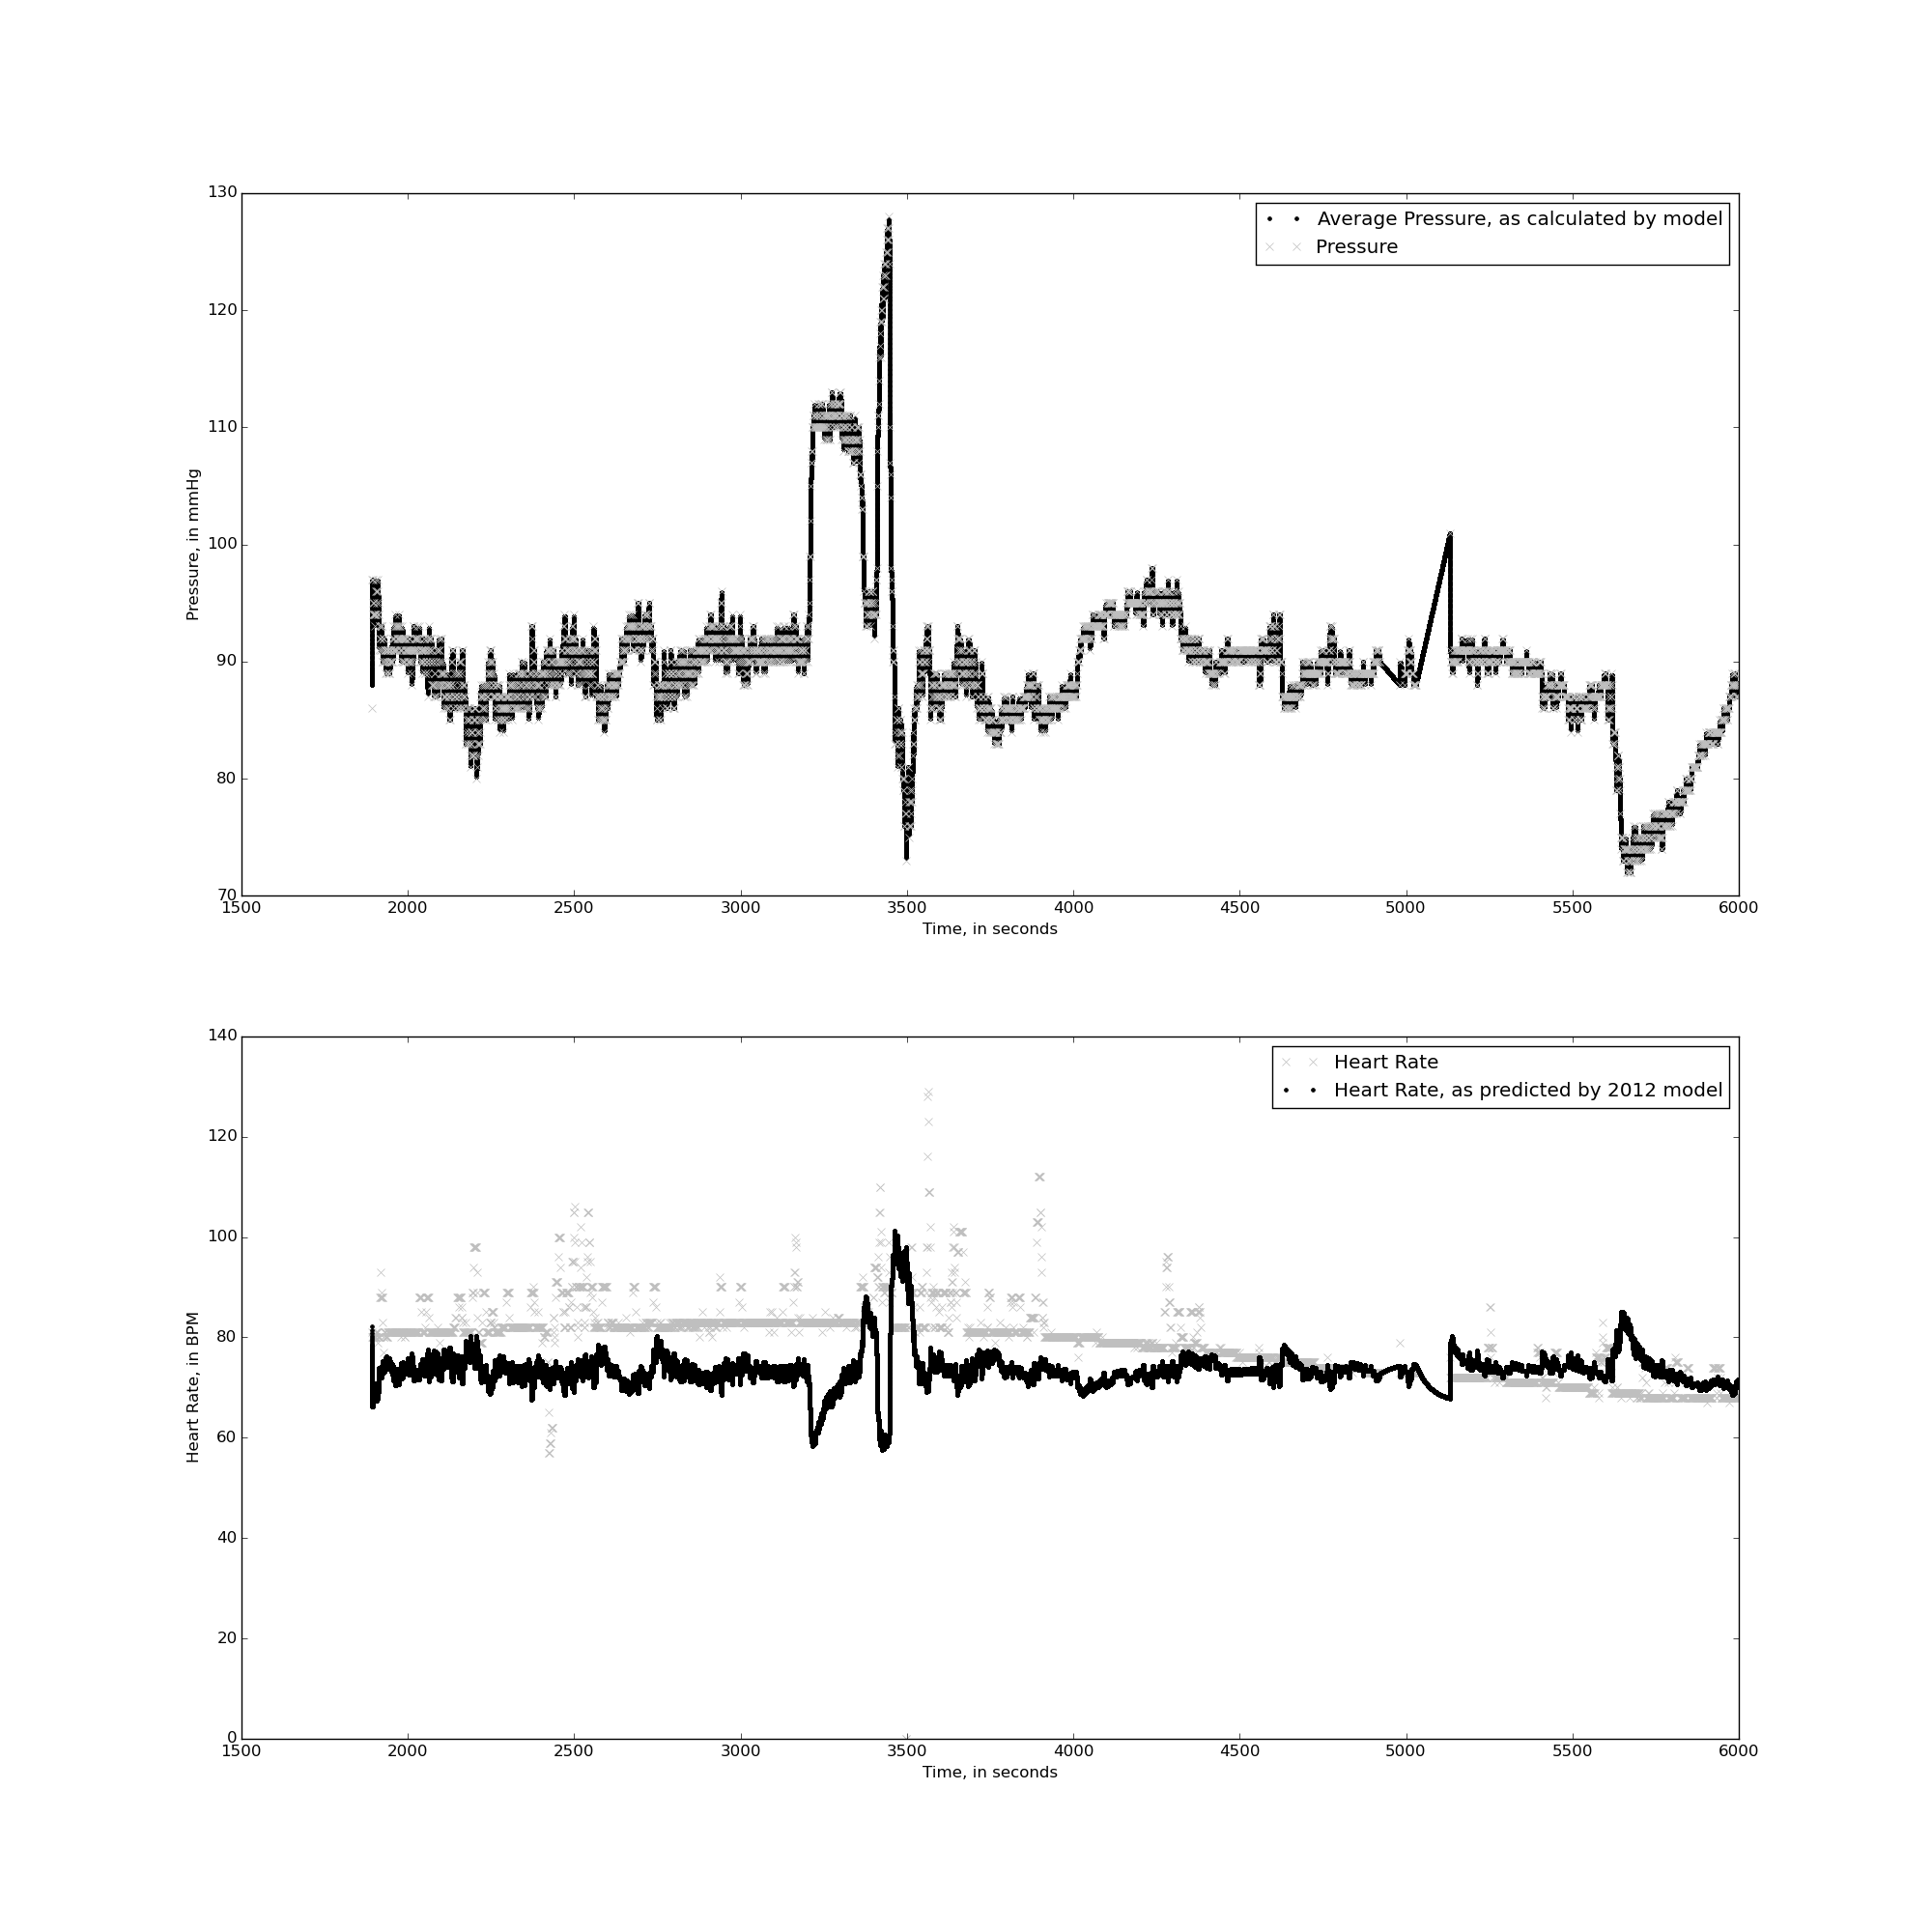 130
120
110
100
90
80
70
Pressure, in mmHg
Average Pressure, as calculated by model
Pressure
1500 2000 2500 3000 3500 4000 4500 5000 5500 6000
Time, in seconds
140
120
100
80
60
40
20
0
Heart Rate, in BPM
Heart Rate
Heart Rate, as predicted by 2012 model
1500 2000 2500 3000 3500 4000 4500 5000 5500 6000
Time, in seconds